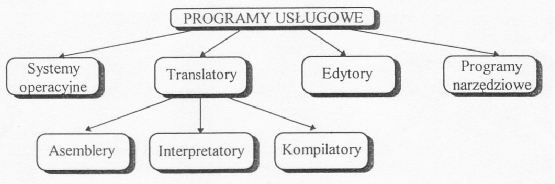 PROGRAMY USŁUGOWE
Systemy
operacyjne
Translatory
Edytory
Programy
narzędziowe
Asemblery
Interpretatory
Kompilatory